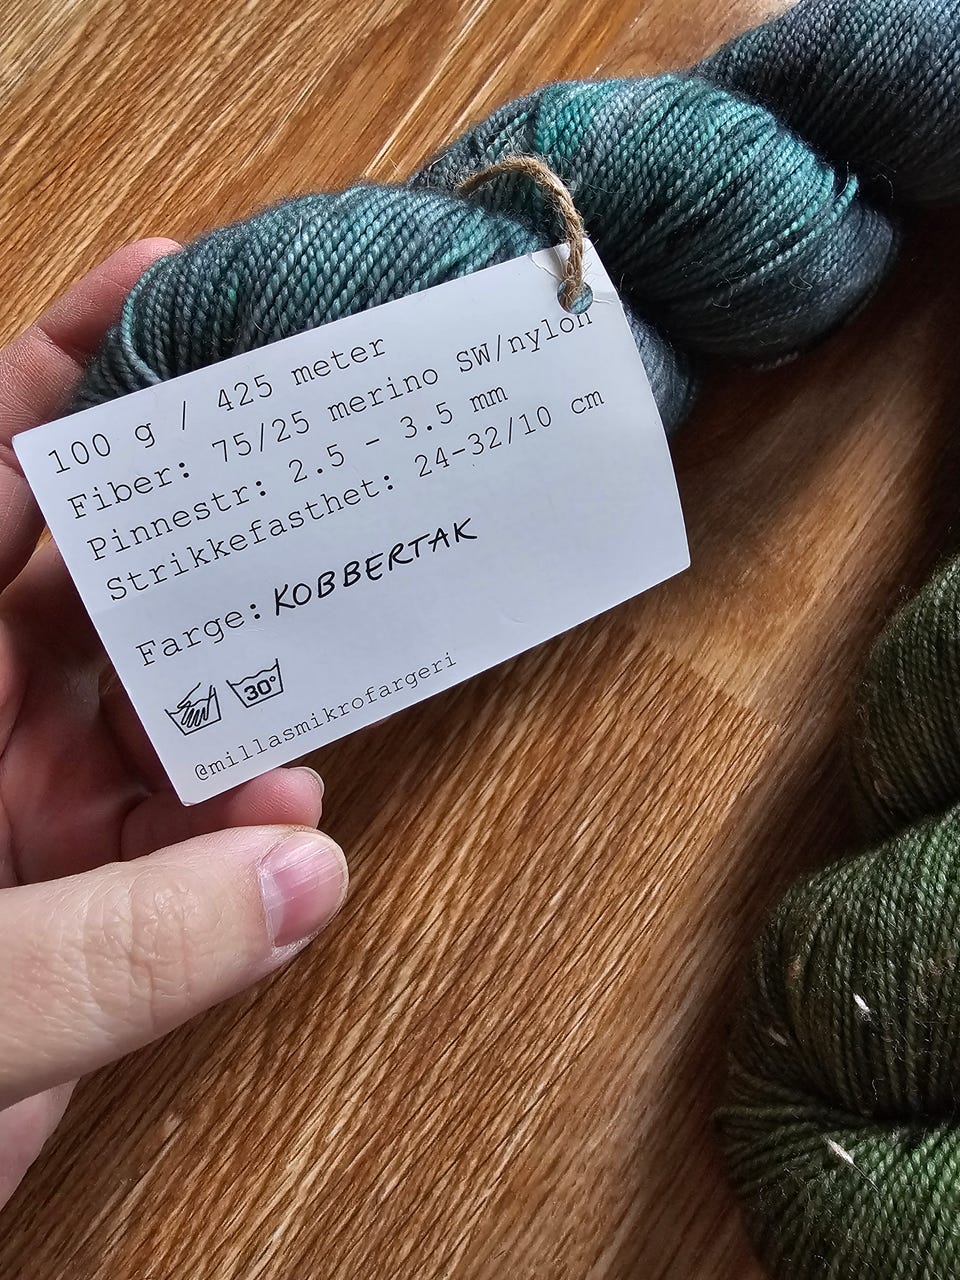 100 g / 425 meter
Fiber: 75/25 merino SW/nylon
Pinnestr: 2.5 - 3.5 mm
Strikkefasthet: 24-32/10 cm
Farge: KOBBERTAK
30°
@millasmikrofargeri